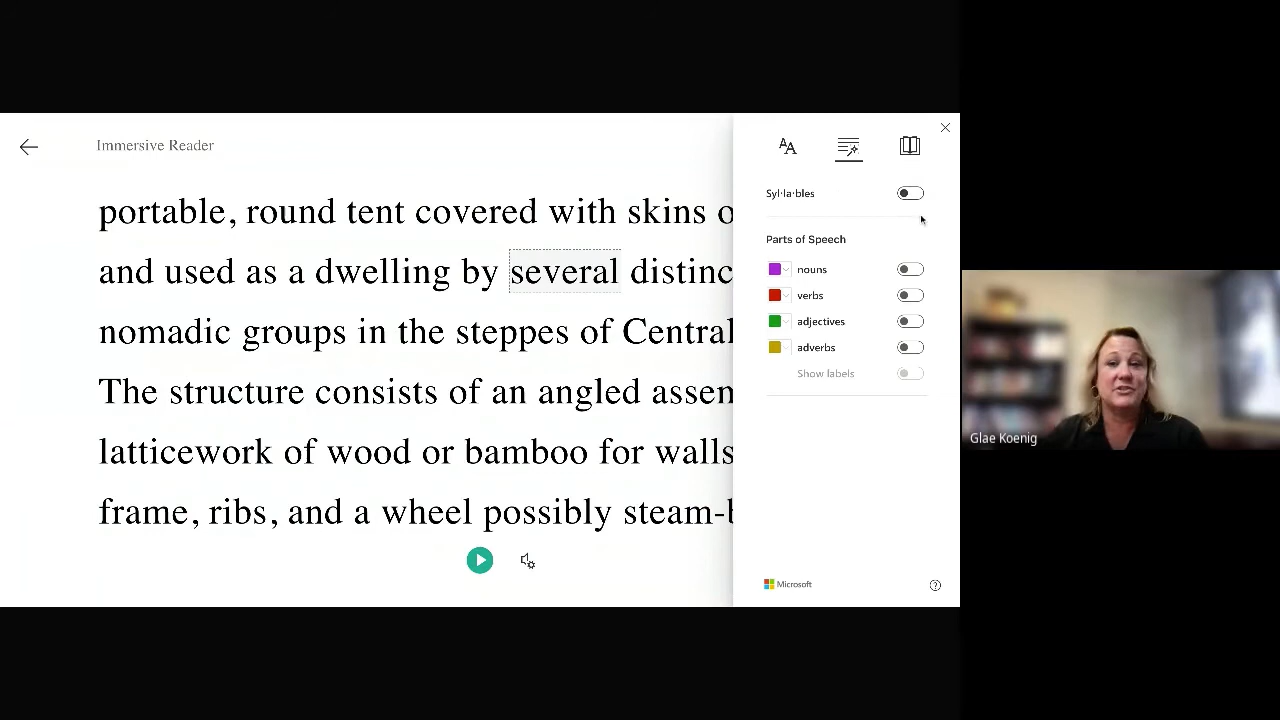 Immersive Reader
portable, round tent covered with skins o
and used as a dwelling by several distinc
nomadic groups in the steppes of Central
The structure consists of an angled assem
latticework of wood or bamboo for walls
frame, ribs, and a wheel possibly steam-b
AA
Syl·la·bles
Parts of Speech
nouns
verbs
adjectives
adverbs
Show labels
Microsoft
?
Glae Koenig